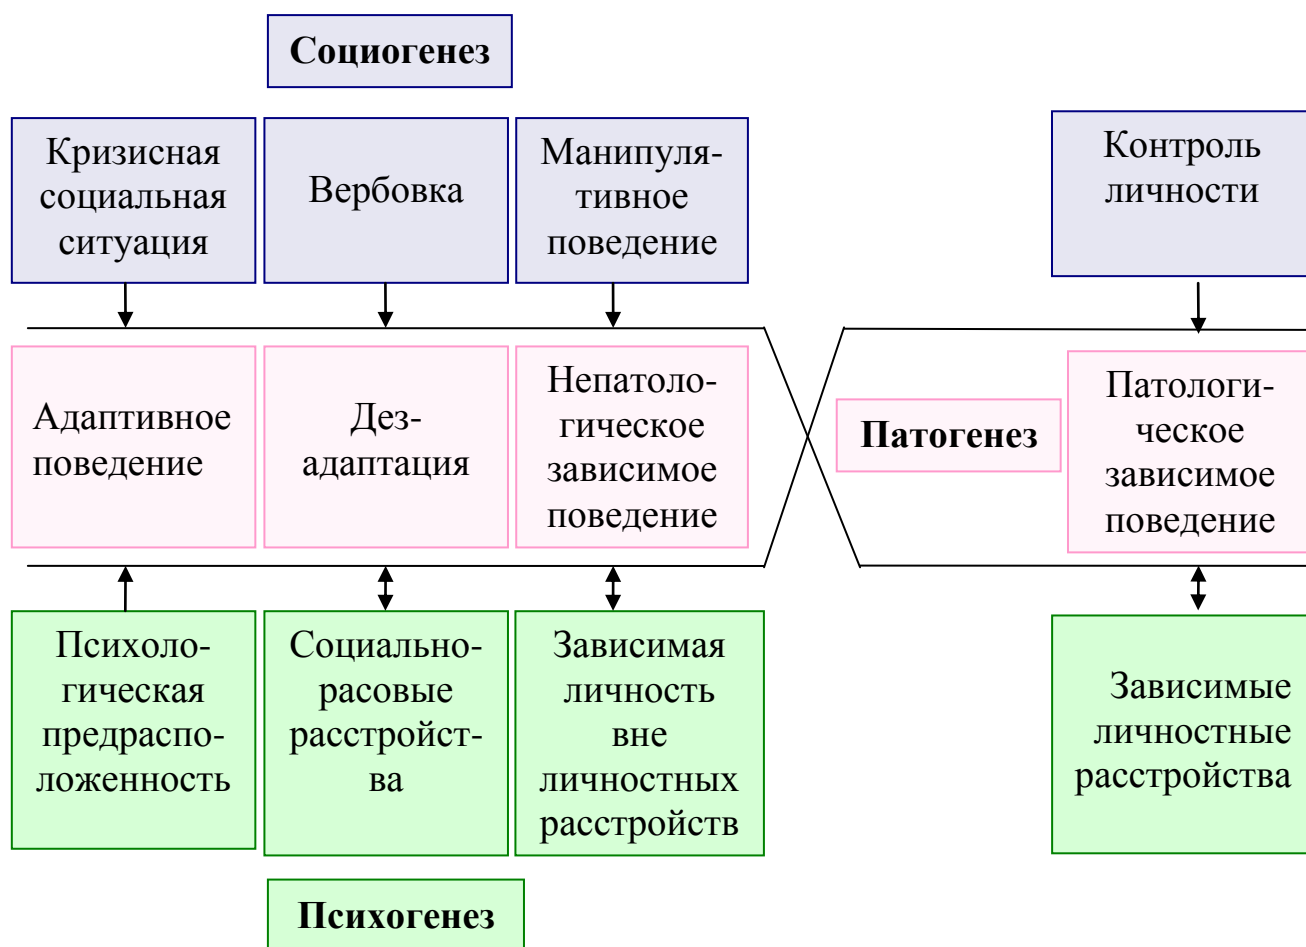 Социогенез
Кризисная
социальная
ситуация
Вербовка
Манипуля-
тивное
поведение
Контроль
личности
Адаптивное
поведение
Дез-
адаптация
Непатоло-
гическое
зависимое
поведение
Патогенез
Патологи-
ческое
зависимое
поведение
Психоло-
гическая
предраспо-
ложенность
Социально-
расовые
расстройст-
ва
Зависимая
личность
вне
личностных
расстройств
Зависимые
личностные
расстройства
Психогенез